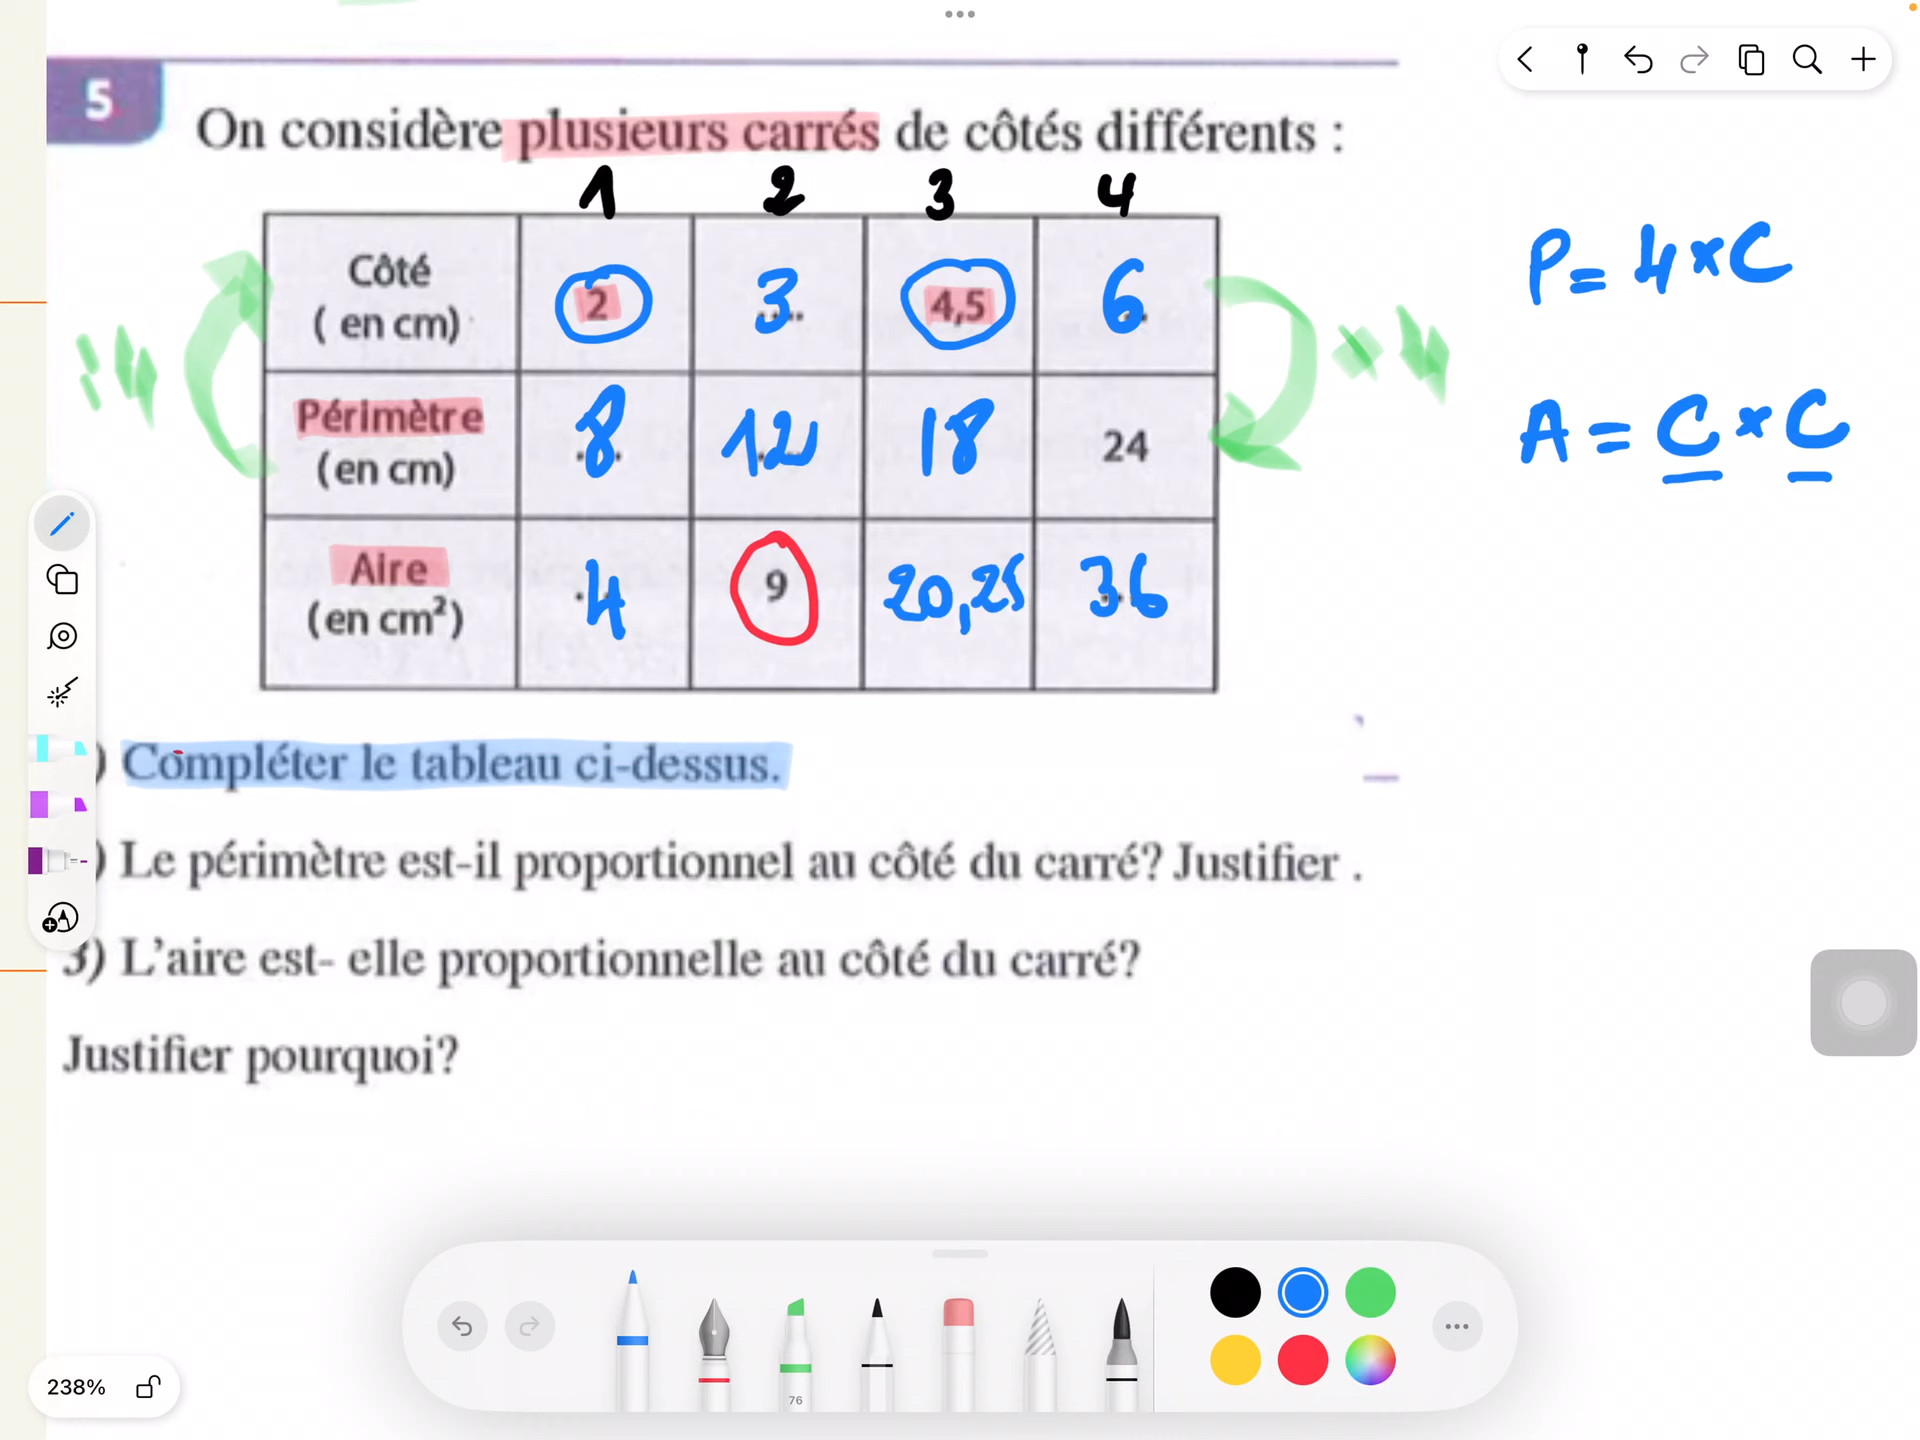 5
On considère plusieurs carrés de côtés différents :
1 2 3 4
Côté
( en cm)
2 3 4,5 6
P = 4×C
:4
×4
Périmètre
(en cm)
8 12 18 24
A = C × C
Aire
(en cm²)
4 9 20,25 36
) Compléter le tableau ci-dessus.
) Le périmètre est-il proportionnel au côté du carré? Justifier .
3) L'aire est- elle proportionnelle au côté du carré?
Justifier pourquoi?
76
238%